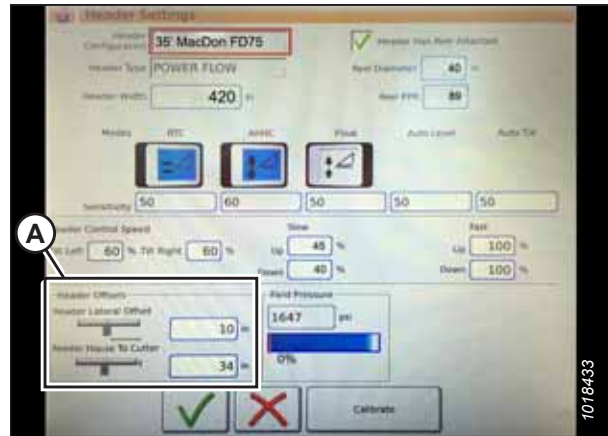 Header Settings
Header Configuration 35' MacDon FD75 Header Has Reel Attached
Header Type POWER FLOW Reel Diameter 40 in
Header Width 420 in Reel PPR 89
Modes RTC AHHC Float Auto Level Auto Tilt
Sensitivity 50 60 50 50 50
Header Control Speed Slow Fast
A
Tilt Left 60 % Tilt Right 60 % Up 45 % Up 100 %
Down 40 % Down 100 %
Header Offsets Field Pressure
Header Lateral Offset 1647 psi
10 in
Feeder House To Cutter 0%
34 in
Calibrate
1018433